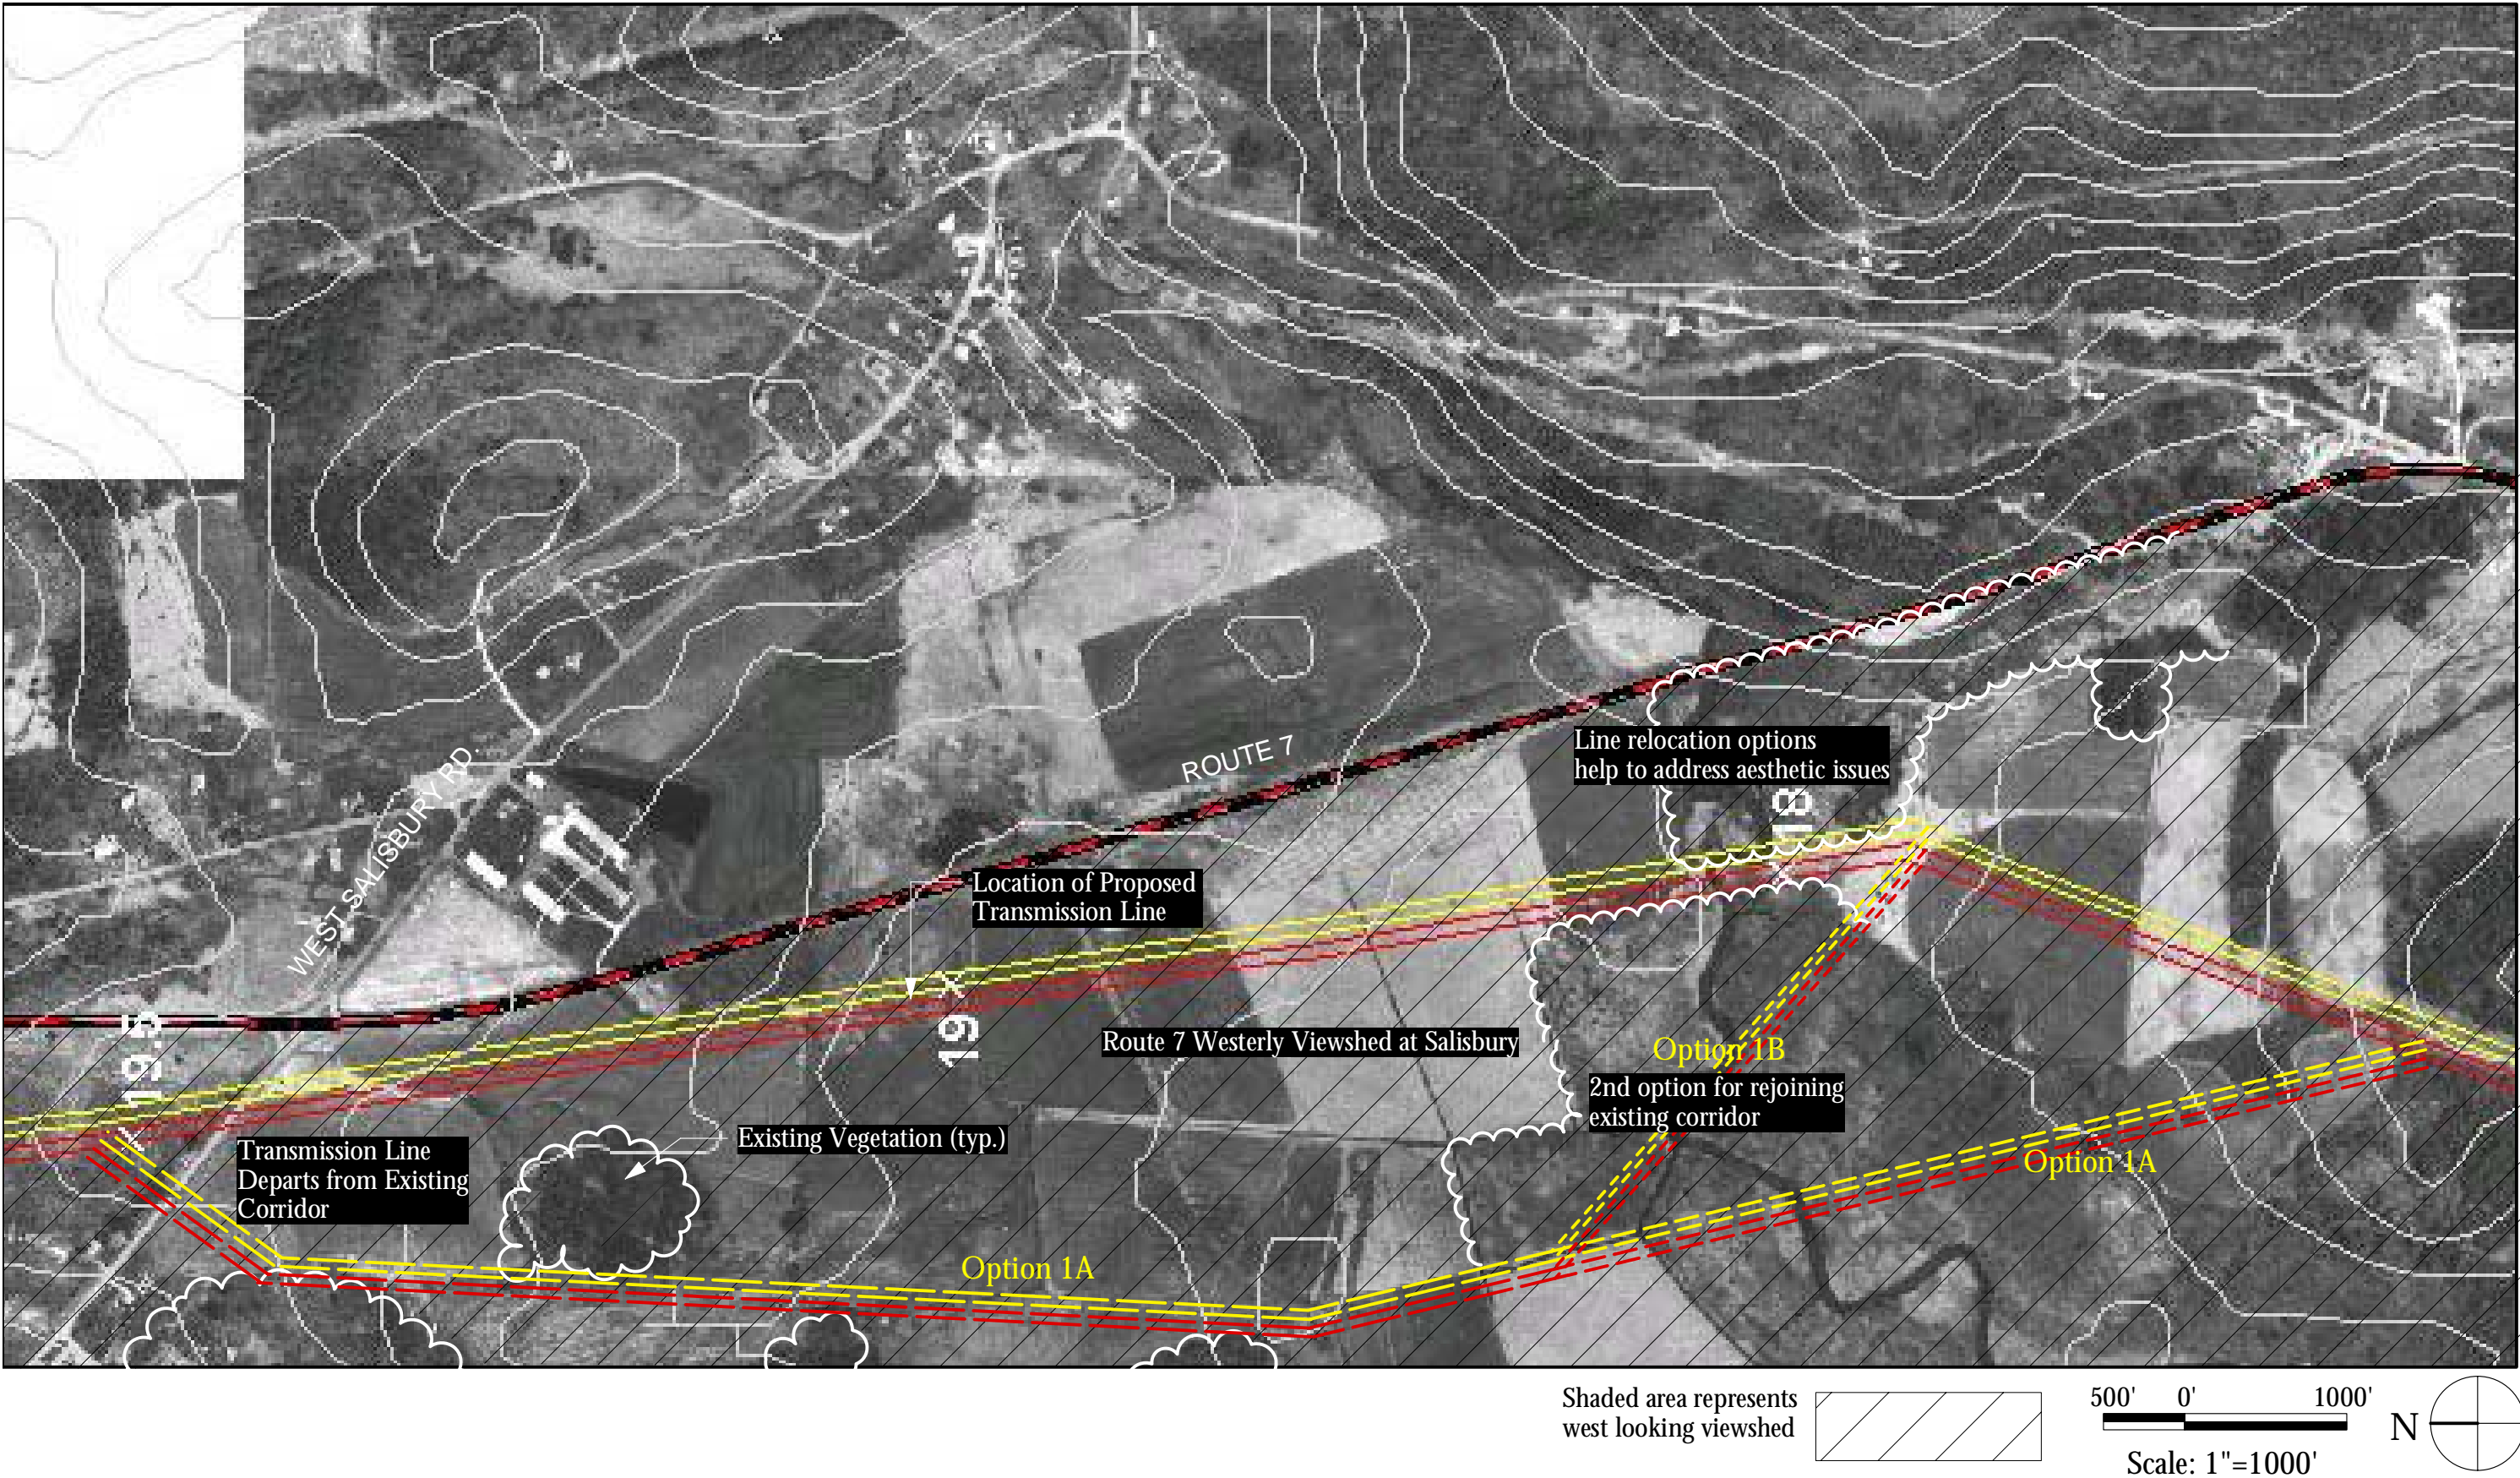 ROUTE 7
Line relocation options
help to address aesthetic issues
18
WEST SALISBURY RD.
Location of Proposed
Transmission Line
19.5
19
Route 7 Westerly Viewshed at Salisbury
Option 1B
2nd option for rejoining
existing corridor
Existing Vegetation (typ.)
Transmission Line
Departs from Existing
Corridor
Option 1A
Option 1A
Shaded area represents
west looking viewshed
500' 0' 1000'
N
Scale: 1"=1000'